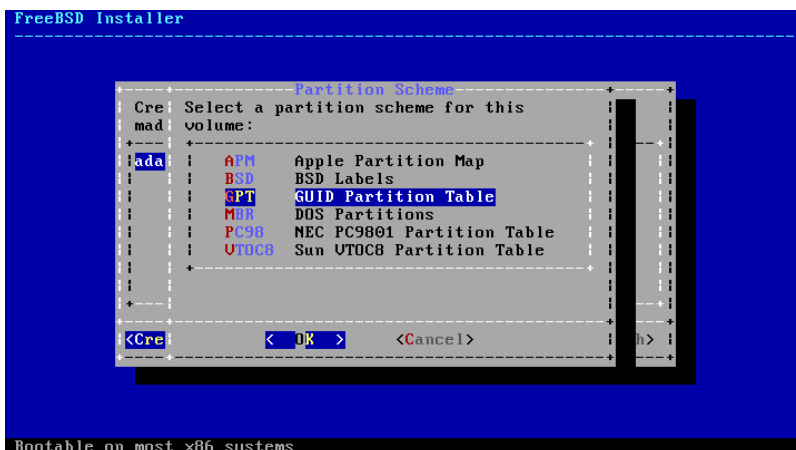 FreeBSD Installer
Partition Scheme
Cre Select a partition scheme for this
mad volume:
ada APM Apple Partition Map
BSD BSD Labels
GPT GUID Partition Table
MBR DOS Partitions
PC98 NEC PC9801 Partition Table
VTOC8 Sun VTOC8 Partition Table
<Cre < OK > <Cancel> h>
Bootable on most x86 systems